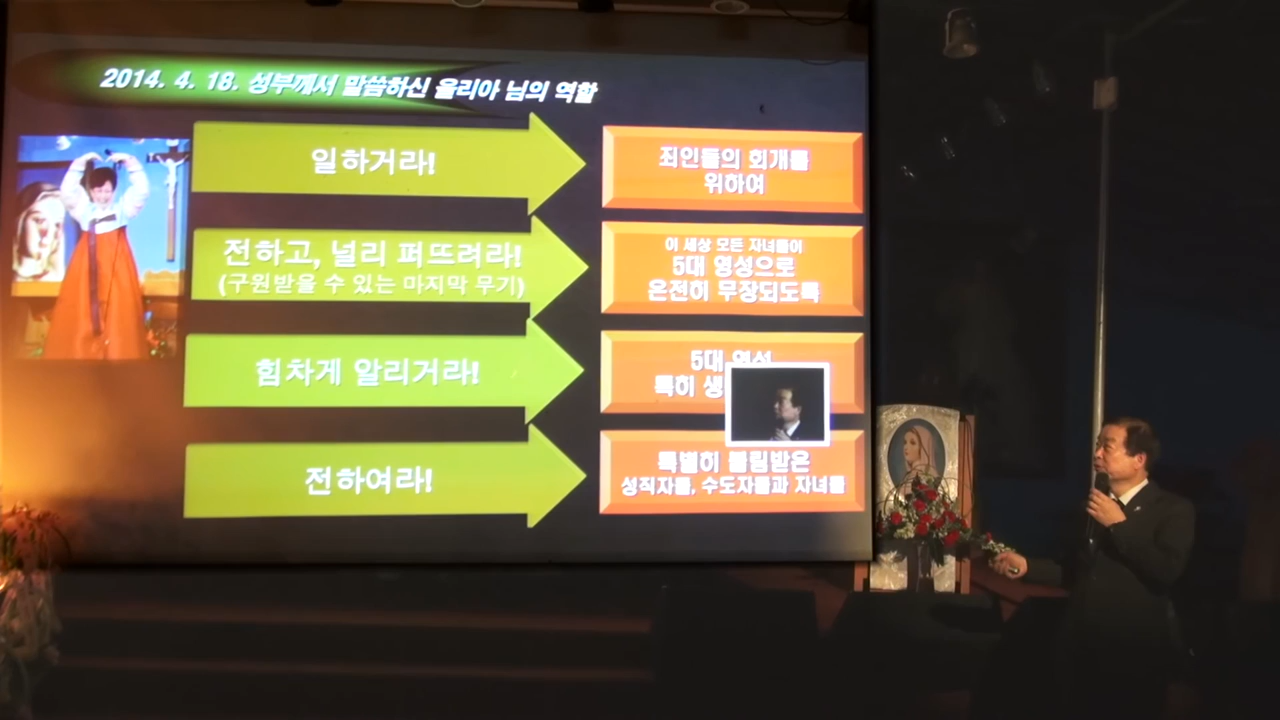 2014. 4. 18. 성부께서 말씀하신 율리아 님의 역할
일하거라!
죄인들의 회개를
위하여
전하고, 널리 퍼뜨려라!
(구원받을 수 있는 마지막 무기)
이 세상 모든 자녀들이
5대 영성으로
온전히 무장되도록
힘차게 알리거라!
5대 영성
특히 생
전하여라!
특별히 불림받은
성직자들, 수도자들과 자녀들